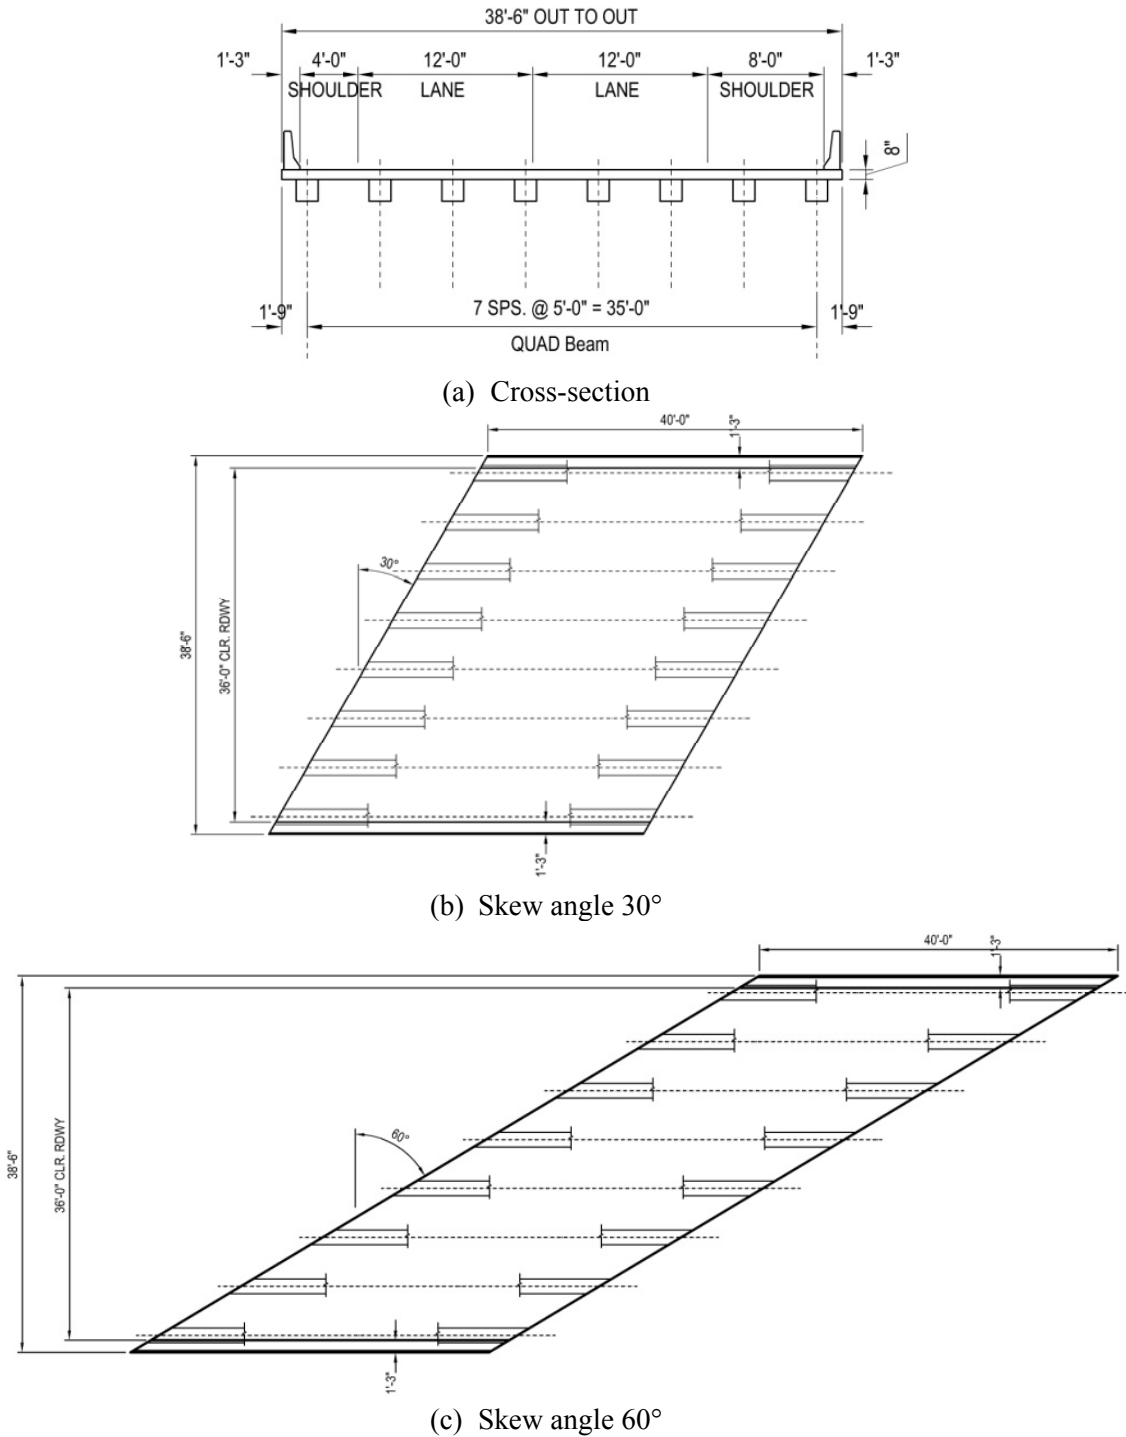 38'-6" OUT TO OUT
1'-3" 4'-0" 12'-0" 12'-0" 8'-0" 1'-3"
SHOULDER LANE LANE SHOULDER
8"
1'-9" 7 SPS. @ 5'-0" = 35'-0" 1'-9"
QUAD Beam
(a) Cross-section
40'-0"
1'-3"
30°
38'-6"
36'-0" CLR. RDWY
1'-3"
(b) Skew angle 30°
40'-0"
1'-3"
60°
38'-6"
36'-0" CLR. RDWY
1'-3"
(c) Skew angle 60°